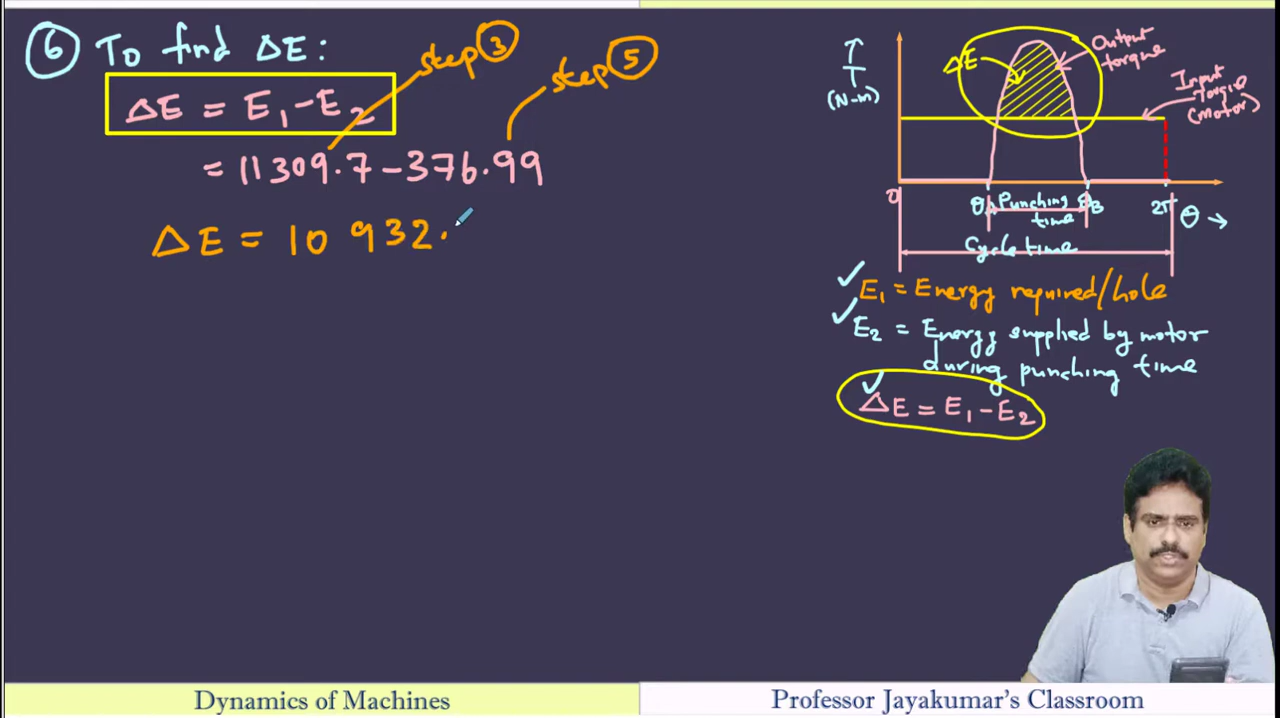 ⑥ To find ΔE:
step ③
step ⑤
ΔE = E₁-E₂
= 11309.7-376.99
ΔE = 10 932.
T
(N-m)
ΔE
Output
torque
Input
Torque
(motor)
0
θA
Punching
time
θB
2π
θ →
Cycle time
✓ E₁ = Energy required/hole
✓ E₂ = Energy supplied by motor
during punching time
✓ ΔE = E₁-E₂
Dynamics of Machines
Professor Jayakumar's Classroom